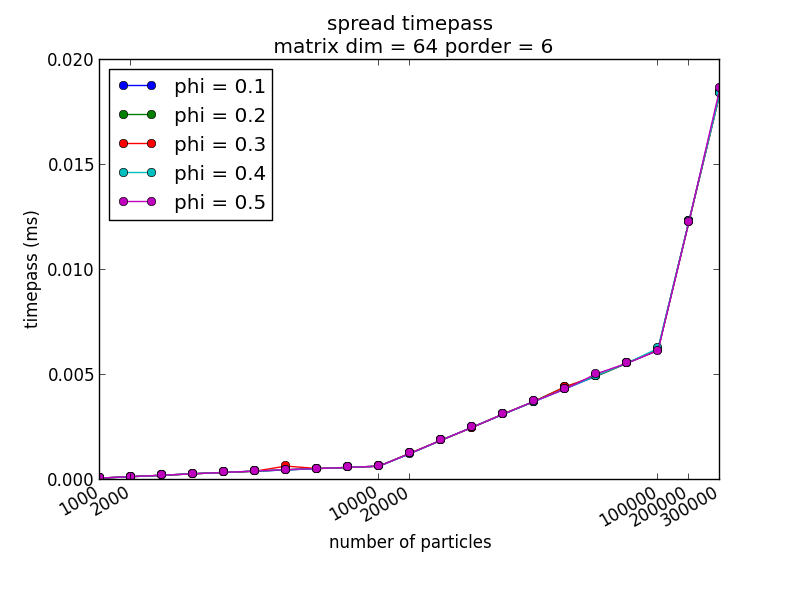 spread timepass
matrix dim = 64 porder = 6
0.020
0.015
0.010
0.005
0.000
timepass (ms)
phi = 0.1
phi = 0.2
phi = 0.3
phi = 0.4
phi = 0.5
1000
2000
10000
20000
100000
200000
300000
number of particles